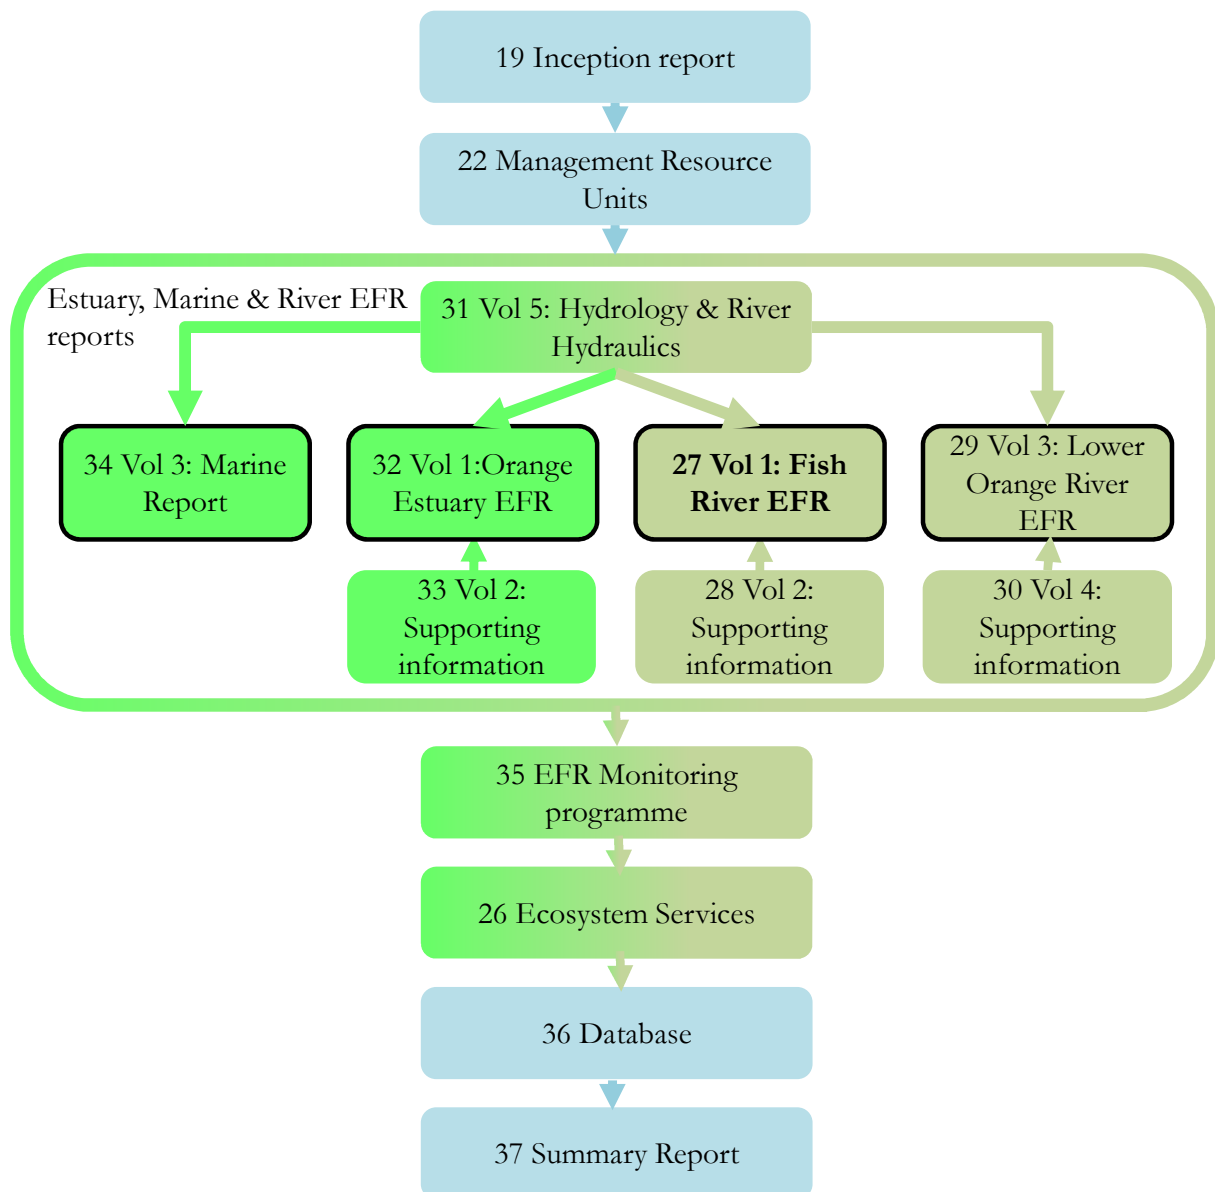 19 Inception report
22 Management Resource
Units
Estuary, Marine & River EFR
reports
31 Vol 5: Hydrology & River
Hydraulics
34 Vol 3: Marine
Report
32 Vol 1:Orange
Estuary EFR
27 Vol 1: Fish
River EFR
29 Vol 3: Lower
Orange River
EFR
33 Vol 2:
Supporting
information
28 Vol 2:
Supporting
information
30 Vol 4:
Supporting
information
35 EFR Monitoring
programme
26 Ecosystem Services
36 Database
37 Summary Report